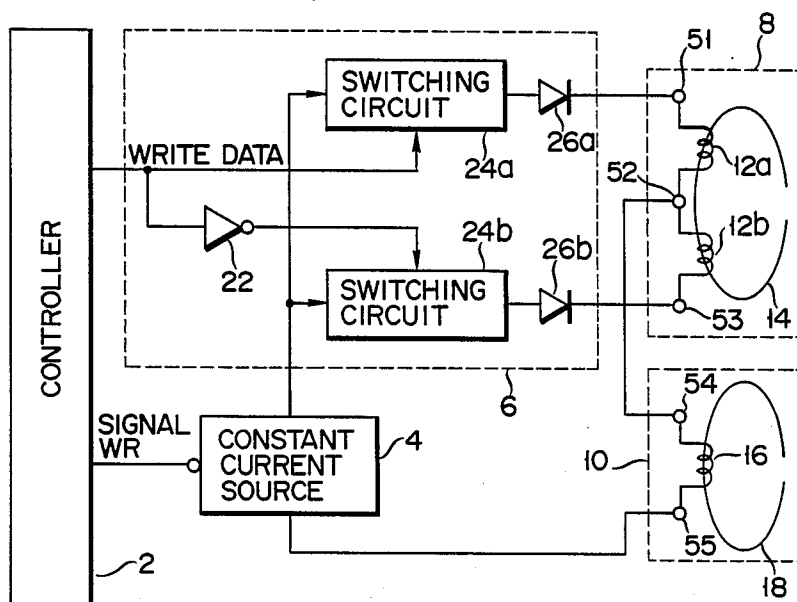 8
51
SWITCHING
CIRCUIT
26a
12a
WRITE DATA
24a
52
24b
26b
12b
22
SWITCHING
CIRCUIT
53
14
6
CONTROLLER
54
SIGNAL
WR
CONSTANT
CURRENT
SOURCE
4
10
16
55
2
18